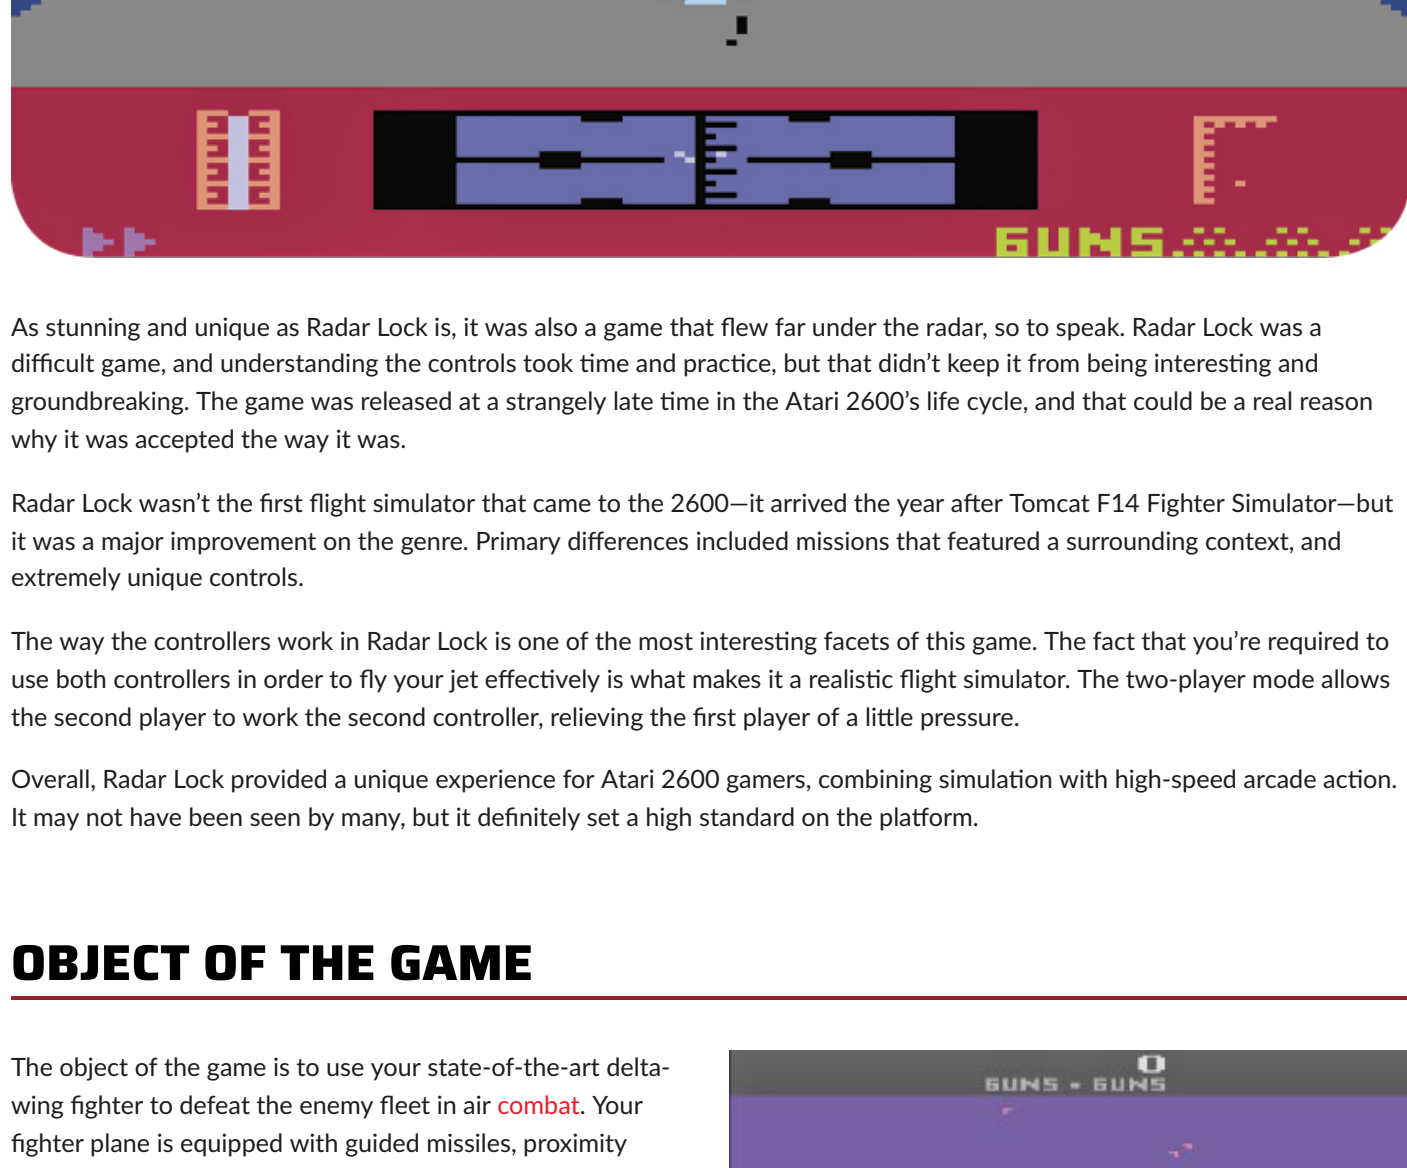 GUNS
As stunning and unique as Radar Lock is, it was also a game that flew far under the radar, so to speak. Radar Lock was a
difficult game, and understanding the controls took time and practice, but that didn’t keep it from being interesting and
groundbreaking. The game was released at a strangely late time in the Atari 2600’s life cycle, and that could be a real reason
why it was accepted the way it was.
Radar Lock wasn’t the first flight simulator that came to the 2600—it arrived the year after Tomcat F14 Fighter Simulator—but
it was a major improvement on the genre. Primary differences included missions that featured a surrounding context, and
extremely unique controls.
The way the controllers work in Radar Lock is one of the most interesting facets of this game. The fact that you’re required to
use both controllers in order to fly your jet effectively is what makes it a realistic flight simulator. The two-player mode allows
the second player to work the second controller, relieving the first player of a little pressure.
Overall, Radar Lock provided a unique experience for Atari 2600 gamers, combining simulation with high-speed arcade action.
It may not have been seen by many, but it definitely set a high standard on the platform.
OBJECT OF THE GAME
The object of the game is to use your state-of-the-art delta-
wing fighter to defeat the enemy fleet in air combat. Your
fighter plane is equipped with guided missiles, proximity
0
GUNS - GUNS